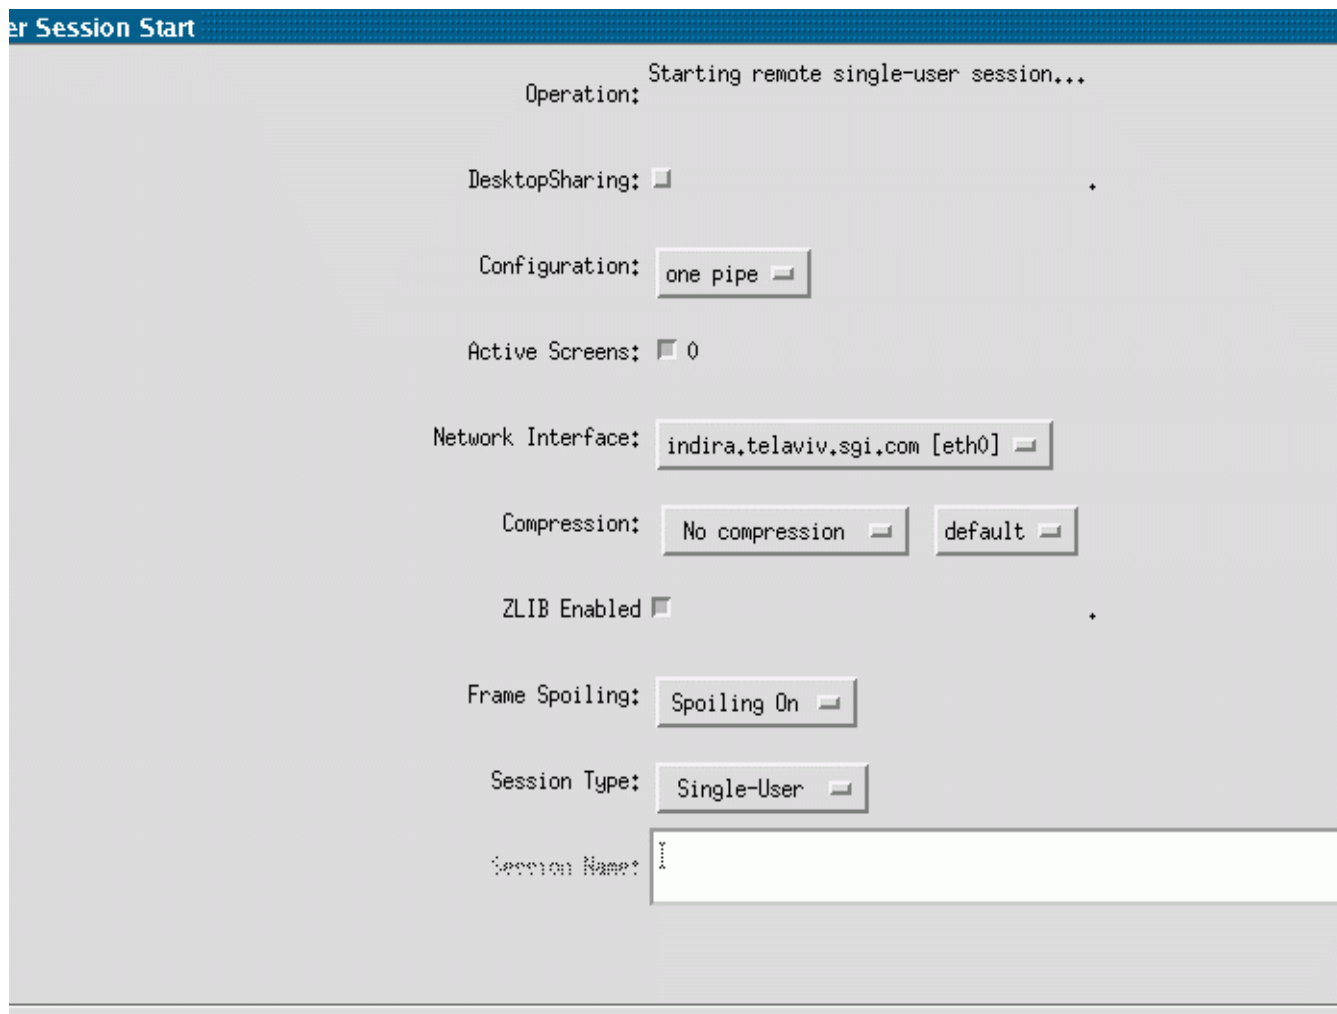 er Session Start
Starting remote single-user session...
Operation:
DesktopSharing:
.
Configuration:
one pipe
Active Screens:
0
Network Interface:
indira.telaviv.sgi.com [eth0]
Compression:
No compression
default
ZLIB Enabled
.
Frame Spoiling:
Spoiling On
Session Type:
Single-User
Session Name: